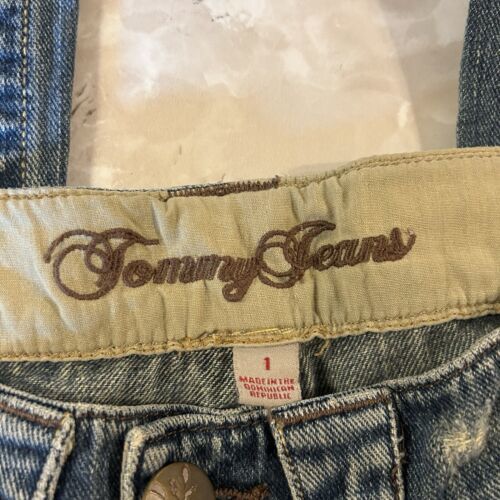 Tommy Jeans
1
MADE IN THE
DOMINICAN
REPUBLIC